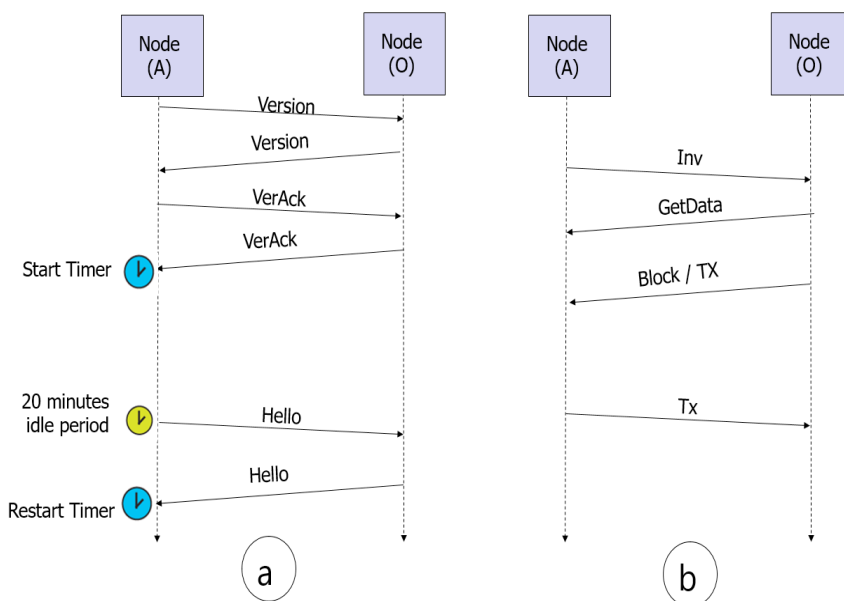 Node
(A)
Node
(O)
Version
Version
VerAck
VerAck
Start Timer
20 minutes
idle period
Hello
Hello
Restart Timer
a
Node
(A)
Node
(O)
Inv
GetData
Block / TX
Tx
b